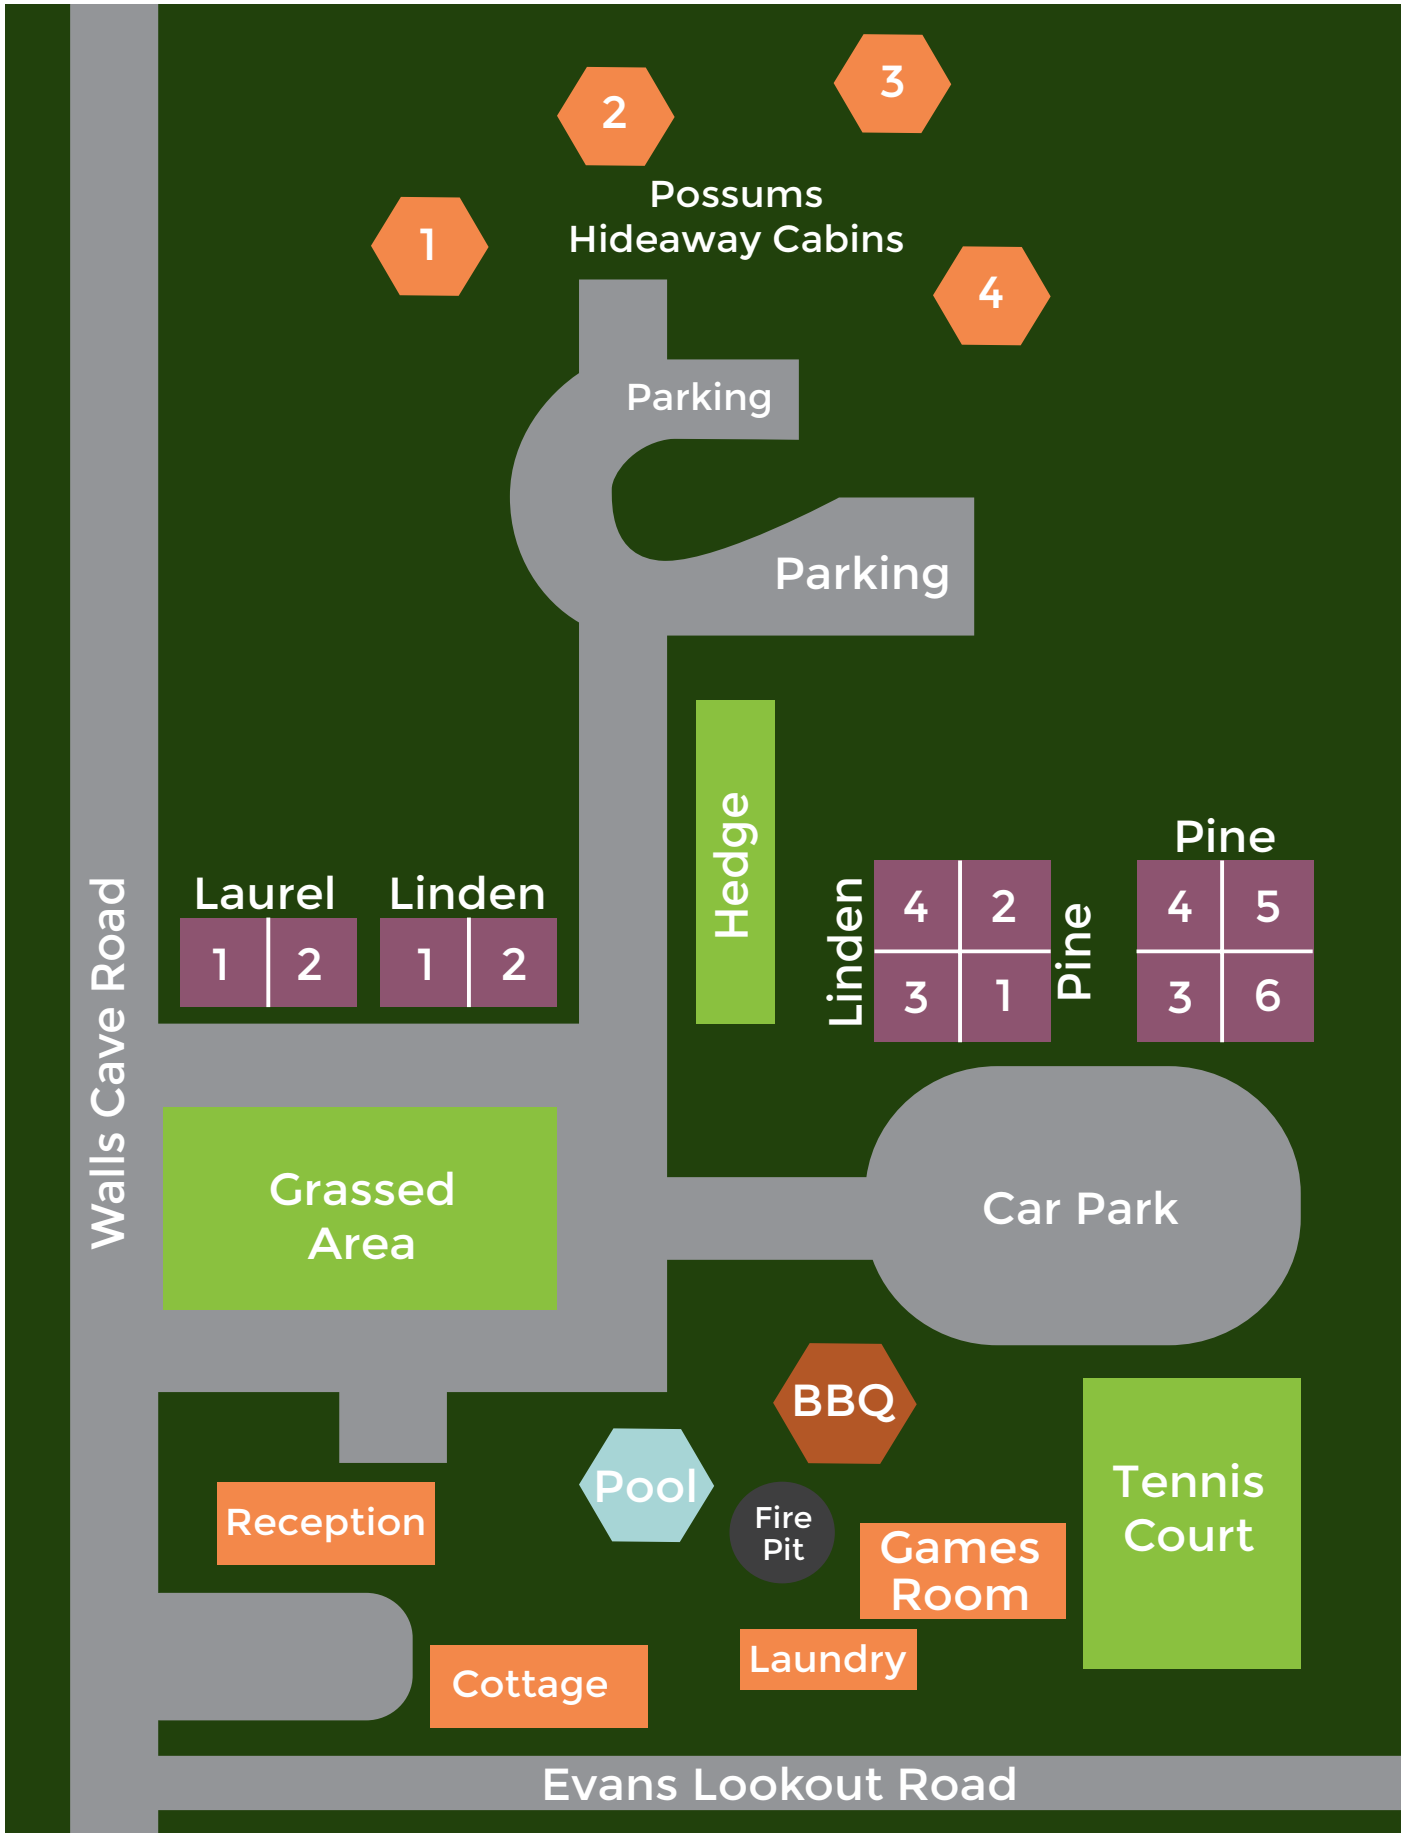 3
2
Possums
Hideaway Cabins
1
4
Parking
Parking
Hedge
Pine
Laurel
Linden
1 2
1 2
Linden
4 2
3 1
Pine
4 5
3 6
Walls Cave Road
Grassed
Area
Car Park
BBQ
Pool
Tennis
Court
Reception
Fire
Pit
Games
Room
Laundry
Cottage
Evans Lookout Road